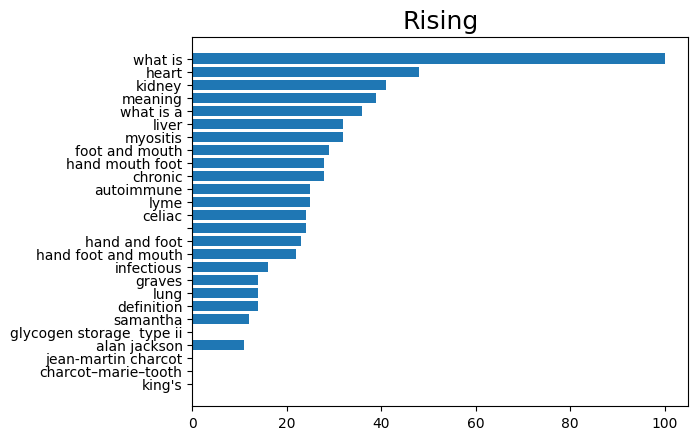 Rising
what is
heart
kidney
meaning
what is a
liver
myositis
foot and mouth
hand mouth foot
chronic
autoimmune
lyme
celiac
hand and foot
hand foot and mouth
infectious
graves
lung
definition
samantha
glycogen storage  type ii
alan jackson
jean-martin charcot
charcot–marie–tooth
king's
0 20 40 60 80 100